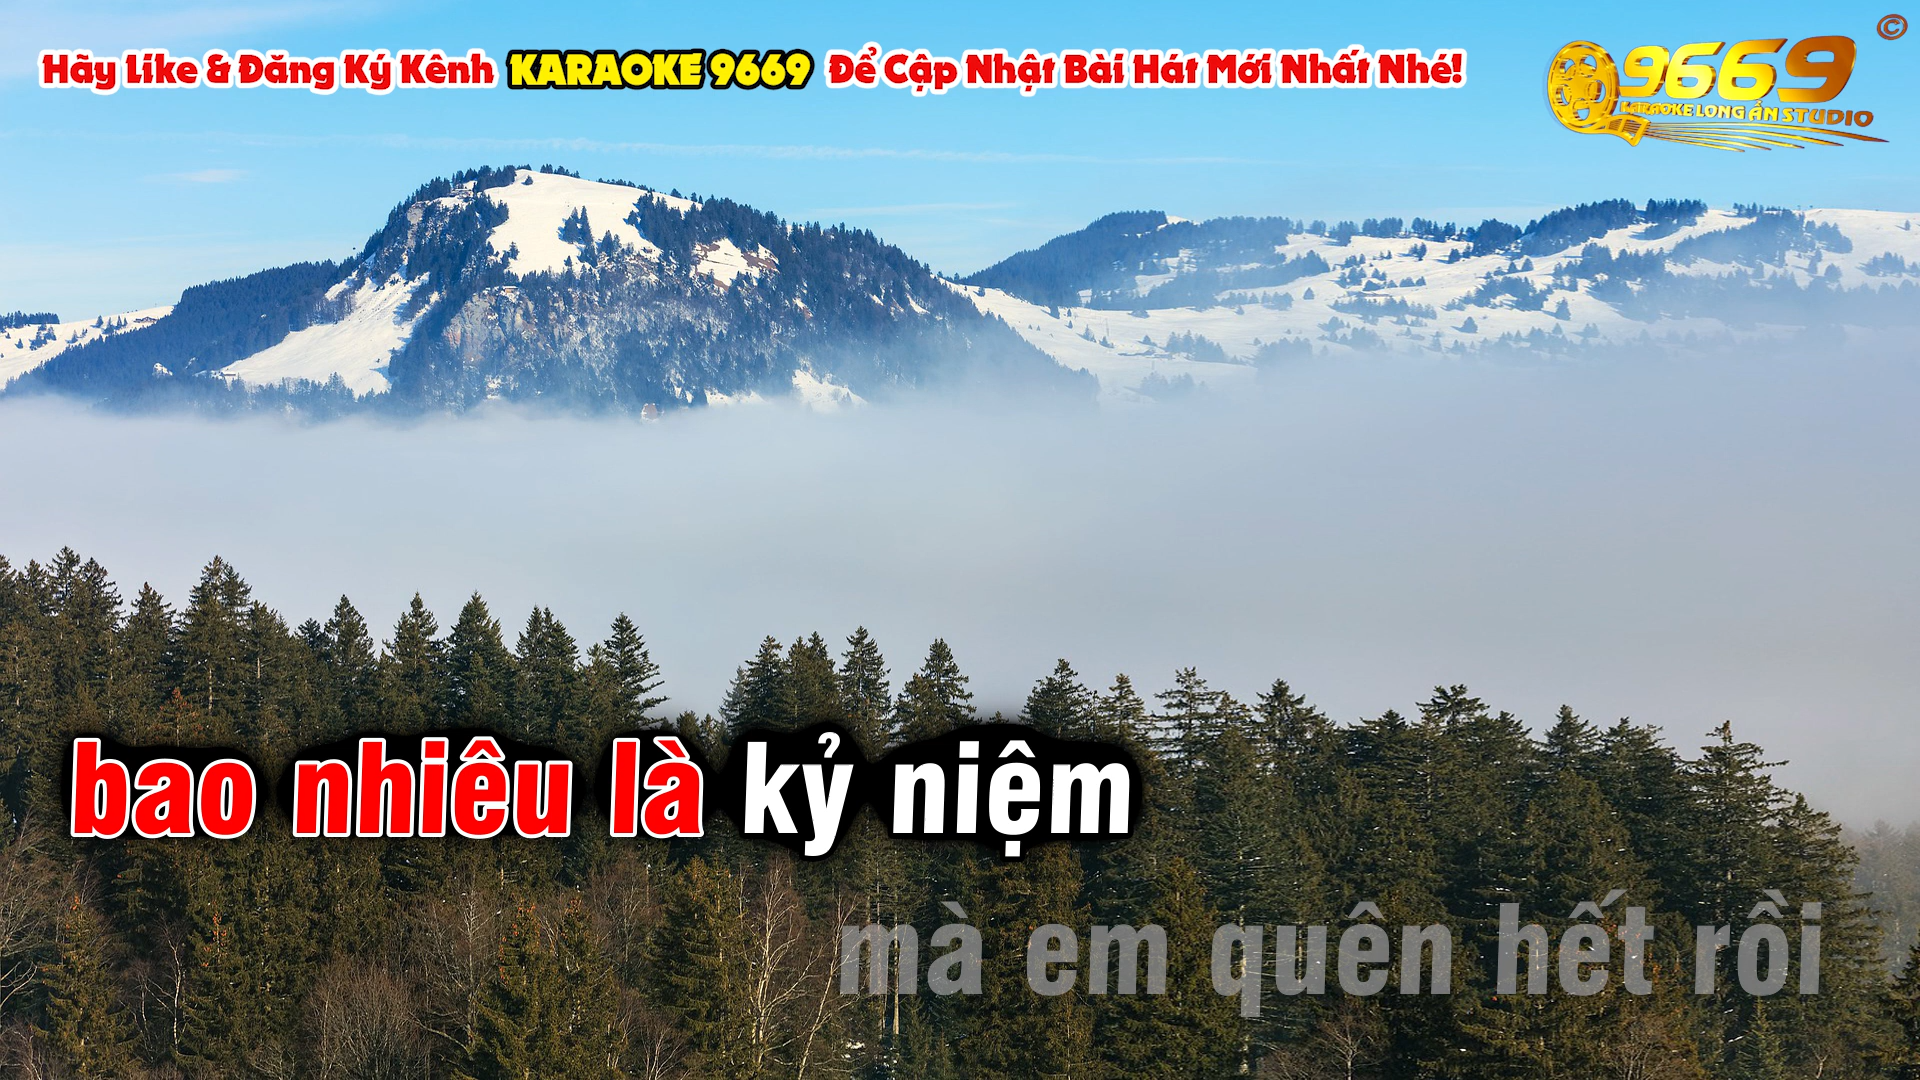 Hãy Like & Đăng Ký Kênh KARAOKE 9669 Để Cập Nhật Bài Hát Mới Nhất Nhé!
©
9669
KARAOKE LONG ẨN STUDIO
bao nhiêu là kỷ niệm
mà em quên hết rồi